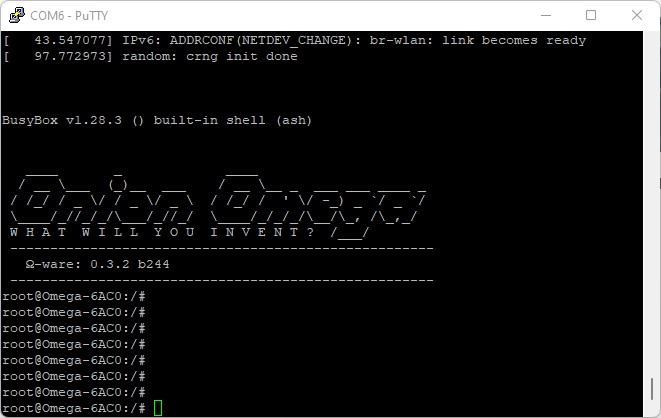 COM6 - PuTTY
[   43.547077] IPv6: ADDRCONF(NETDEV_CHANGE): br-wlan: link becomes ready
[   97.772973] random: crng init done
BusyBox v1.28.3 () built-in shell (ash)
Onion Omega
W H A T  W I L L  Y O U  I N V E N T ?
Ω-ware: 0.3.2 b244
root@Omega-6AC0:/#
root@Omega-6AC0:/#
root@Omega-6AC0:/#
root@Omega-6AC0:/#
root@Omega-6AC0:/#
root@Omega-6AC0:/#
root@Omega-6AC0:/#
root@Omega-6AC0:/#